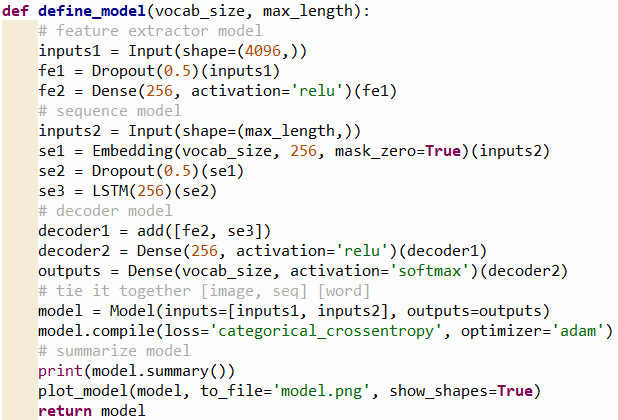 def define_model(vocab_size, max_length):
    # feature extractor model
    inputs1 = Input(shape=(4096,))
    fe1 = Dropout(0.5)(inputs1)
    fe2 = Dense(256, activation='relu')(fe1)
    # sequence model
    inputs2 = Input(shape=(max_length,))
    se1 = Embedding(vocab_size, 256, mask_zero=True)(inputs2)
    se2 = Dropout(0.5)(se1)
    se3 = LSTM(256)(se2)
    # decoder model
    decoder1 = add([fe2, se3])
    decoder2 = Dense(256, activation='relu')(decoder1)
    outputs = Dense(vocab_size, activation='softmax')(decoder2)
    # tie it together [image, seq] [word]
    model = Model(inputs=[inputs1, inputs2], outputs=outputs)
    model.compile(loss='categorical_crossentropy', optimizer='adam')
    # summarize model
    print(model.summary())
    plot_model(model, to_file='model.png', show_shapes=True)
    return model